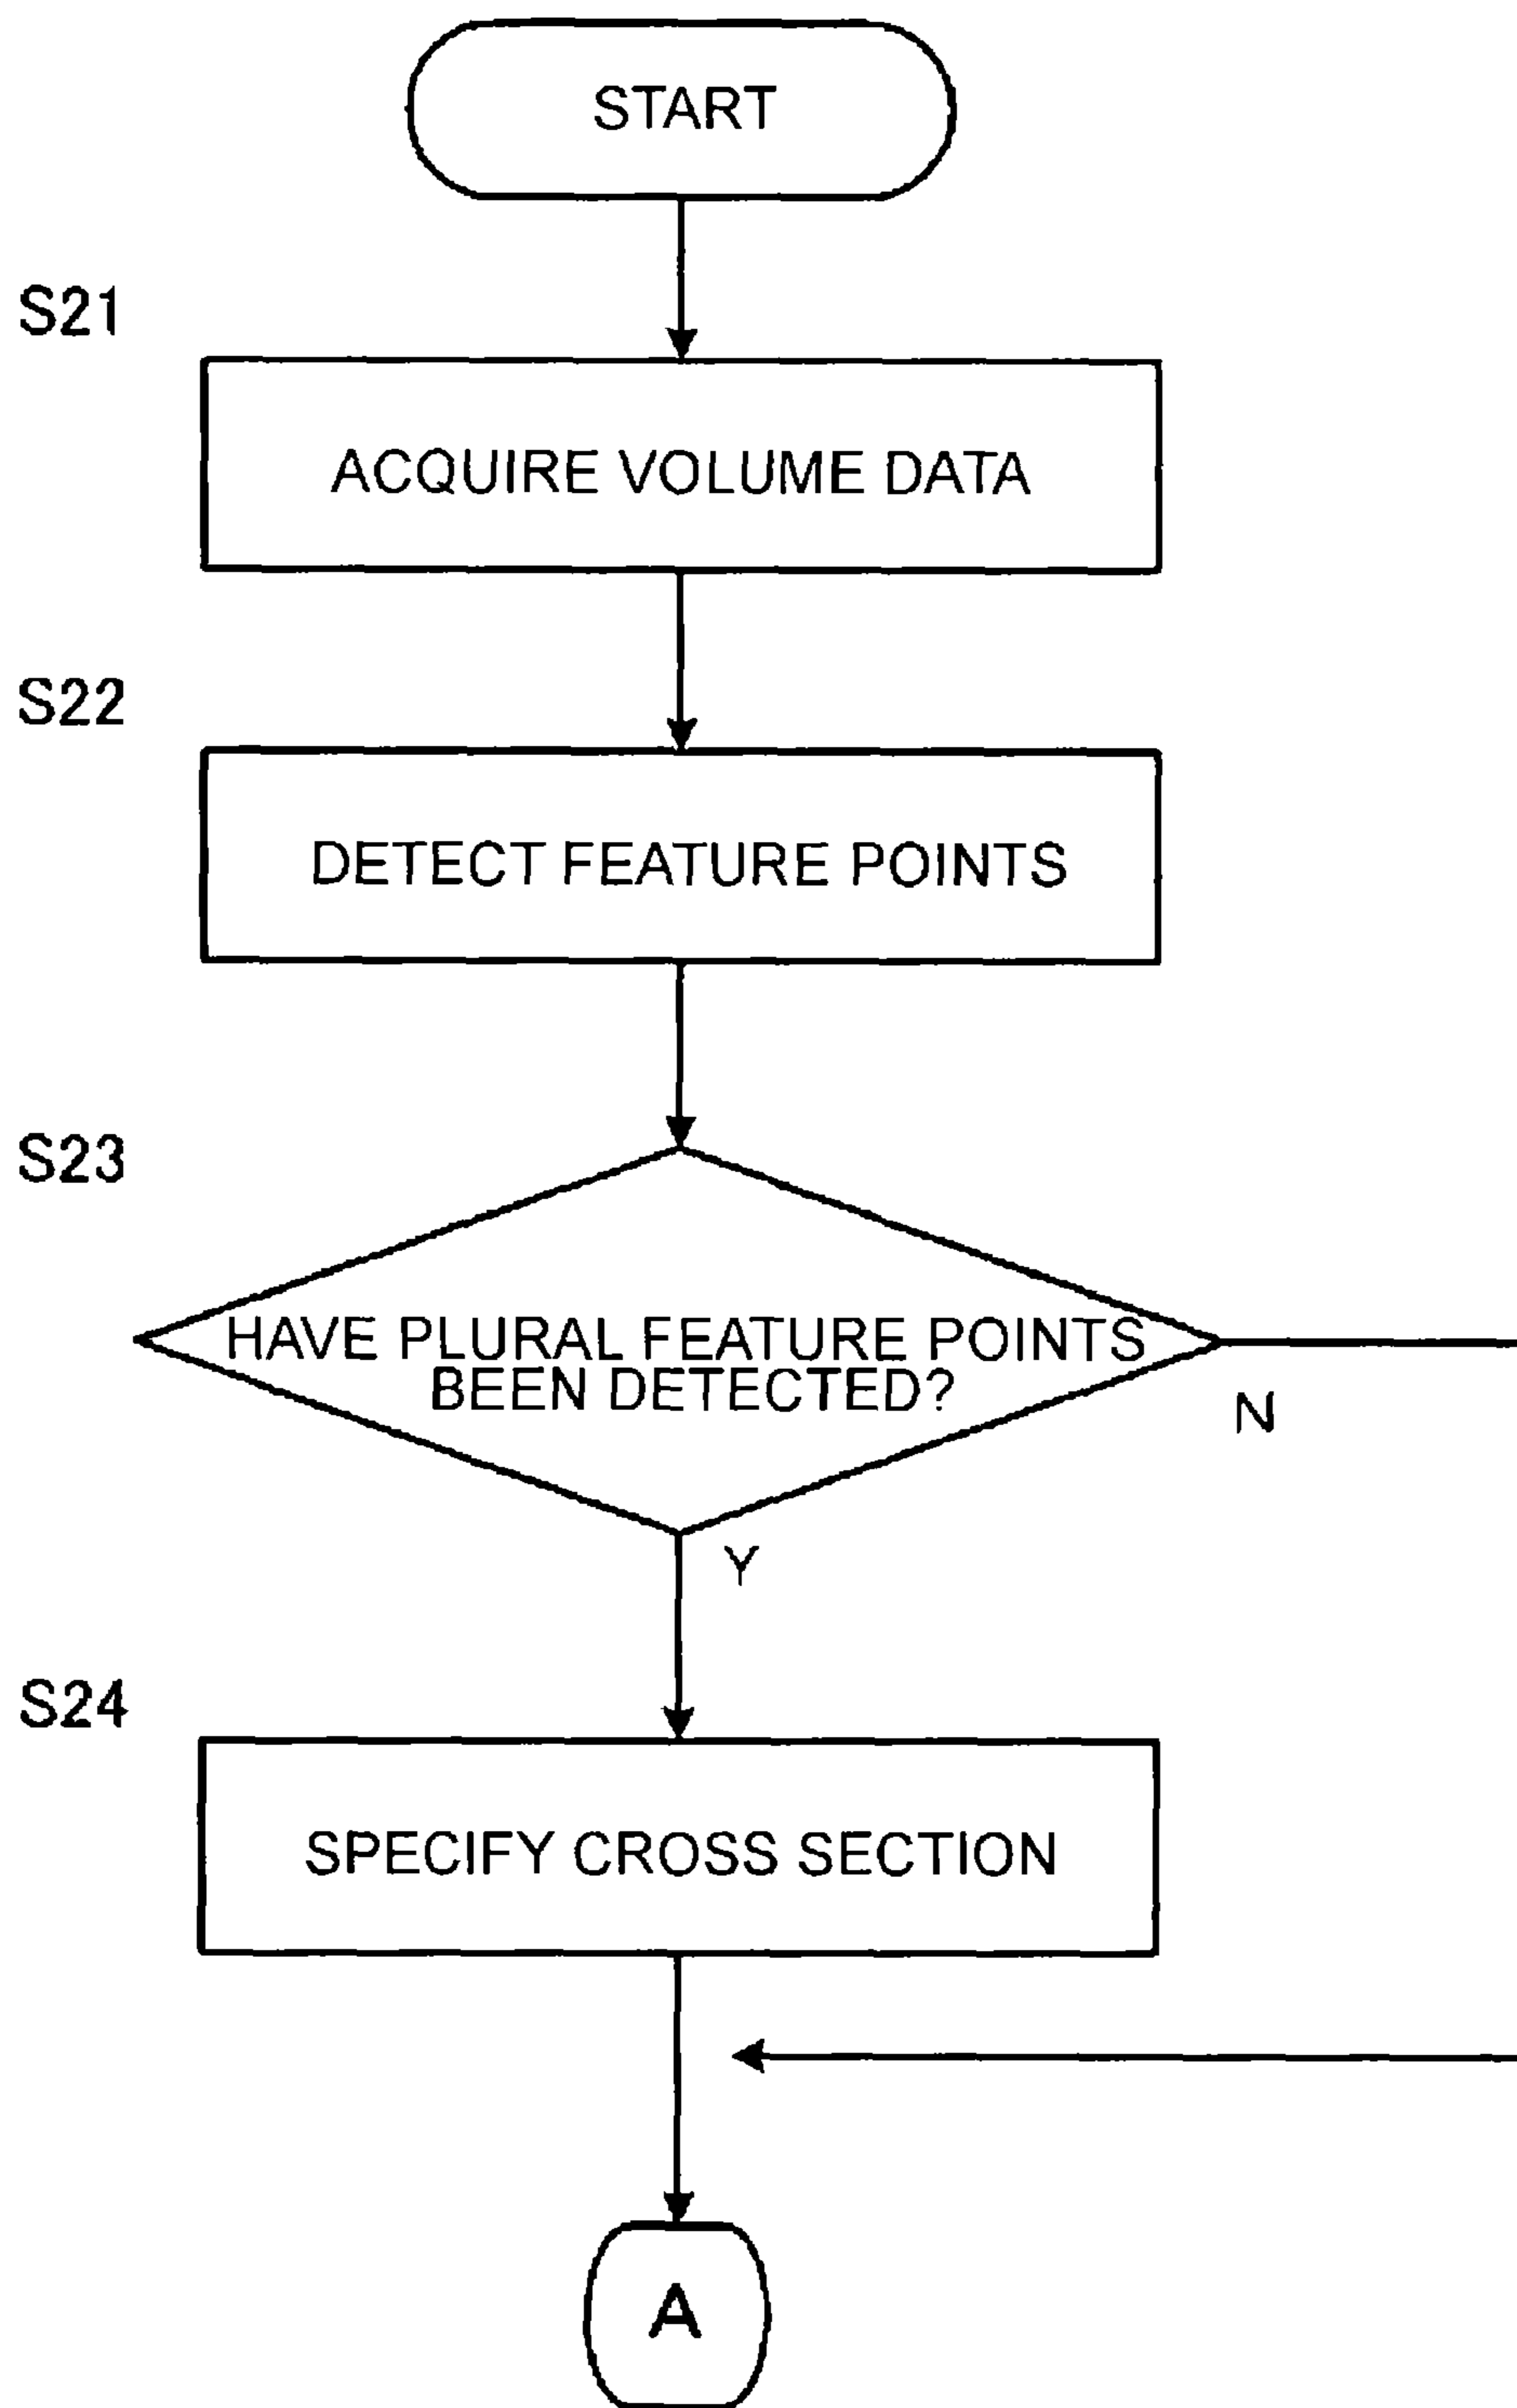 START
S21
ACQUIRE VOLUME DATA
S22
DETECT FEATURE POINTS
S23
HAVE PLURAL FEATURE POINTS
BEEN DETECTED?
N
Y
S24
SPECIFY CROSS SECTION
A